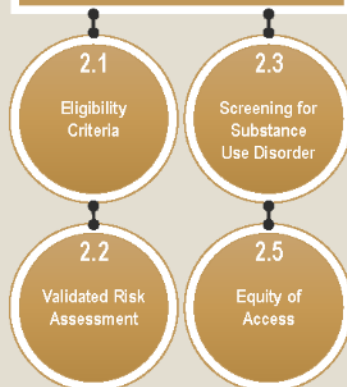 2.1
Eligibility
Criteria
2.3
Screening for
Substance
Use Disorder
2.2
Validated Risk
Assessment
2.5
Equity of
Access